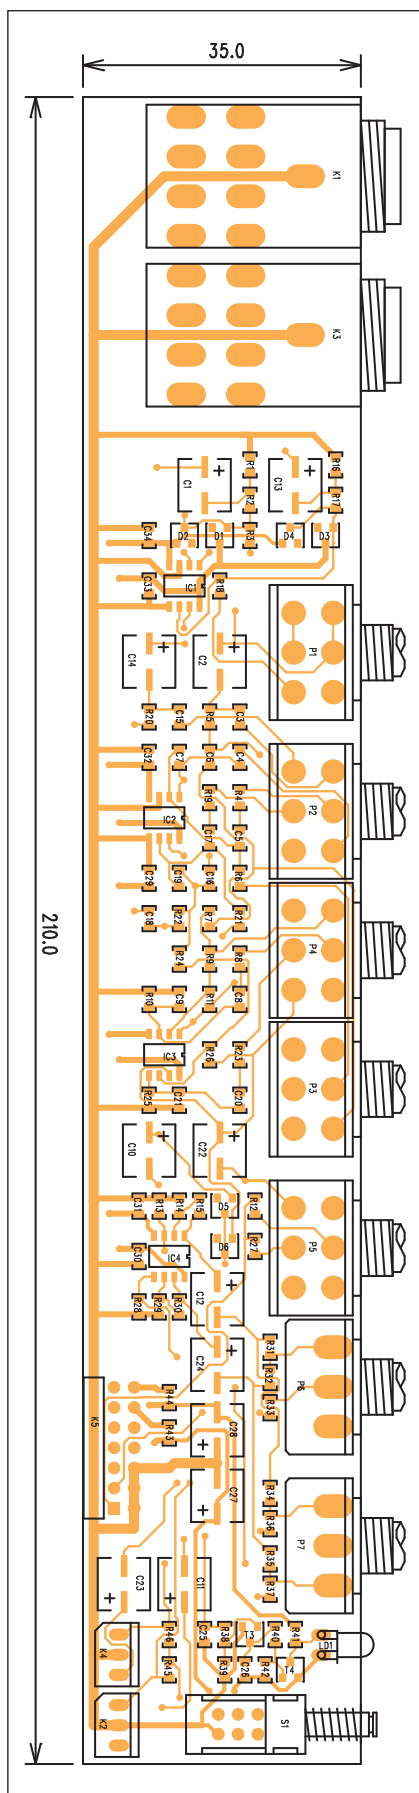 35.0
K1
K3
R1
R16
C1
C13
R2
R17
C34
D2
D1
R3
D4
D3
C33
IC1
R18
P1
C14
C2
R20
C15
R5
C3
C32
C7
C6
C4
P2
R19
R4
IC2
C17
C5
C29
C19
C16
R6
C18
R22
R7
R21
210.0
R24
R9
R8
P4
R10
C9
R11
C8
IC3
R26
R23
P3
R25
C21
C20
C10
C22
C31
R13
R14
R15
D5
R12
C30
IC4
D6
R27
P5
R28
R29
R30
C12
C24
R31
R32
R33
P6
K5
R44
R43
C28
C27
R34
R36
R35
R37
P7
C23
C11
K4
R46
C25
R38
T3
R40
R41
LD1
R45
R39
C26
R42
T4
K2
S1